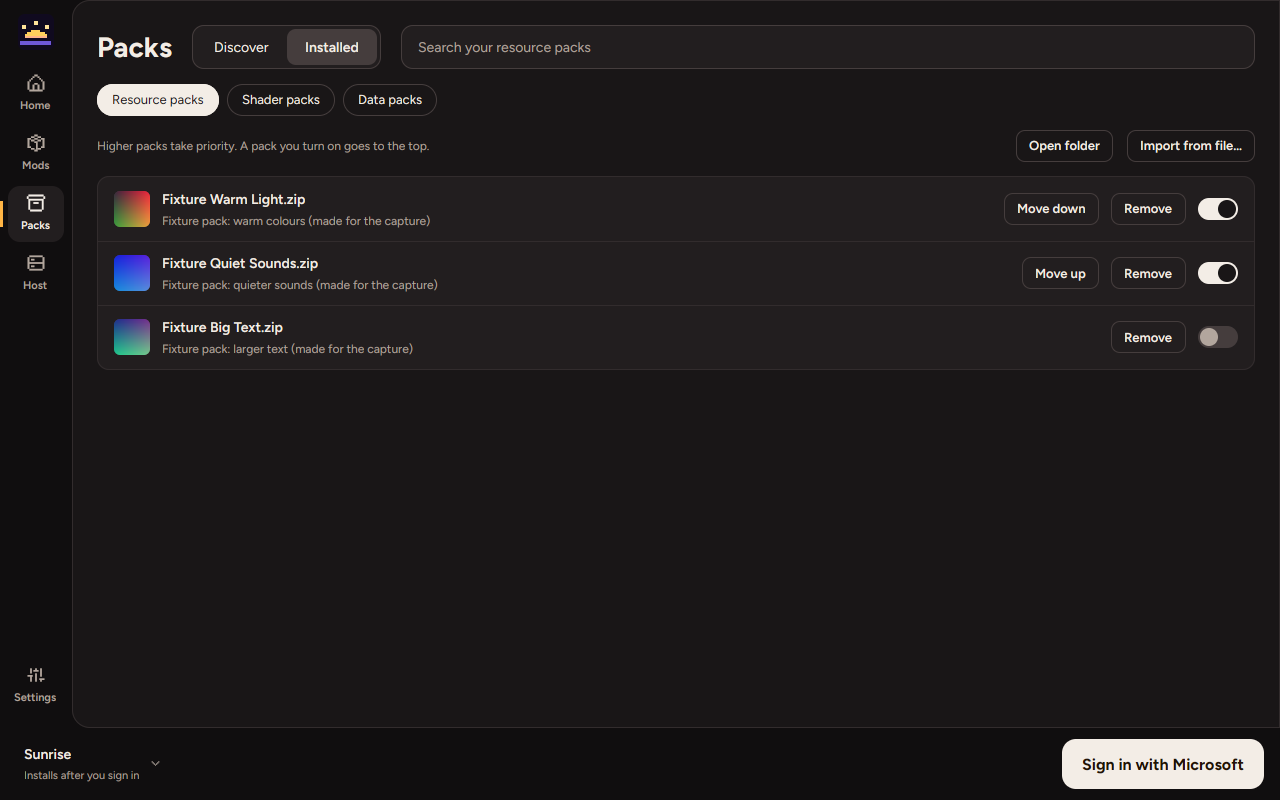 Packs
Discover
Installed
Search your resource packs
Home
Mods
Packs
Host
Settings
Resource packs
Shader packs
Data packs
Higher packs take priority. A pack you turn on goes to the top.
Open folder
Import from file...
Fixture Warm Light.zip
Fixture pack: warm colours (made for the capture)
Move down
Remove
Fixture Quiet Sounds.zip
Fixture pack: quieter sounds (made for the capture)
Move up
Remove
Fixture Big Text.zip
Fixture pack: larger text (made for the capture)
Remove
Sunrise
Installs after you sign in
Sign in with Microsoft